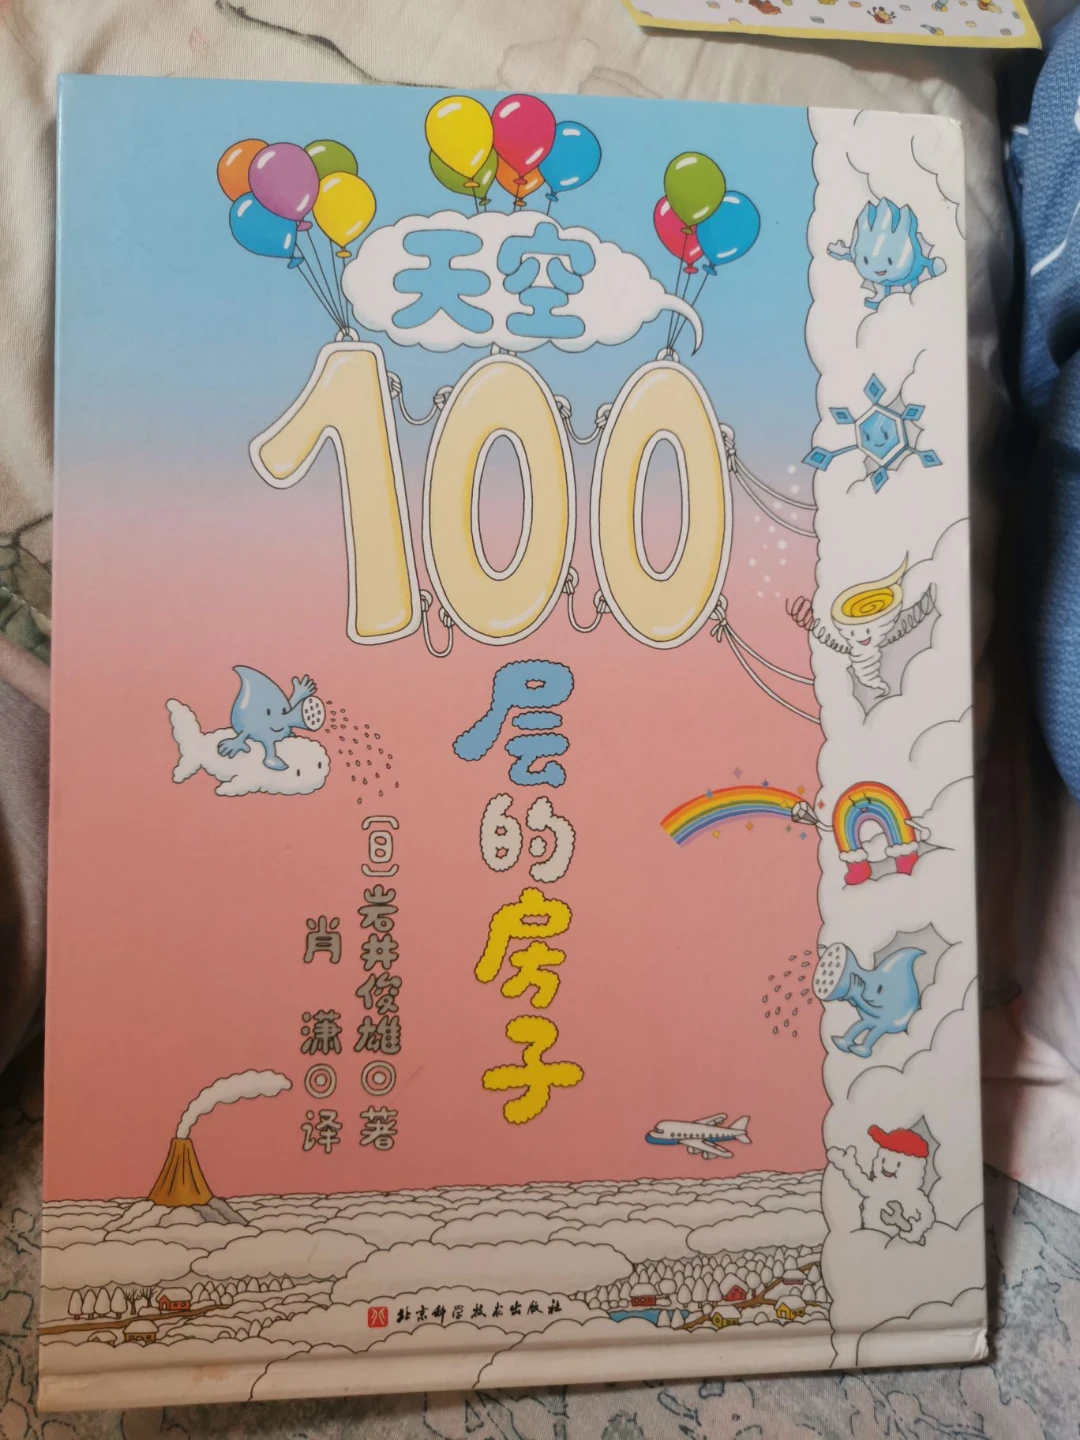 天空
100
层的房子
[日]岩井俊雄◎著
肖 潇◎译
北京科学技术出版社